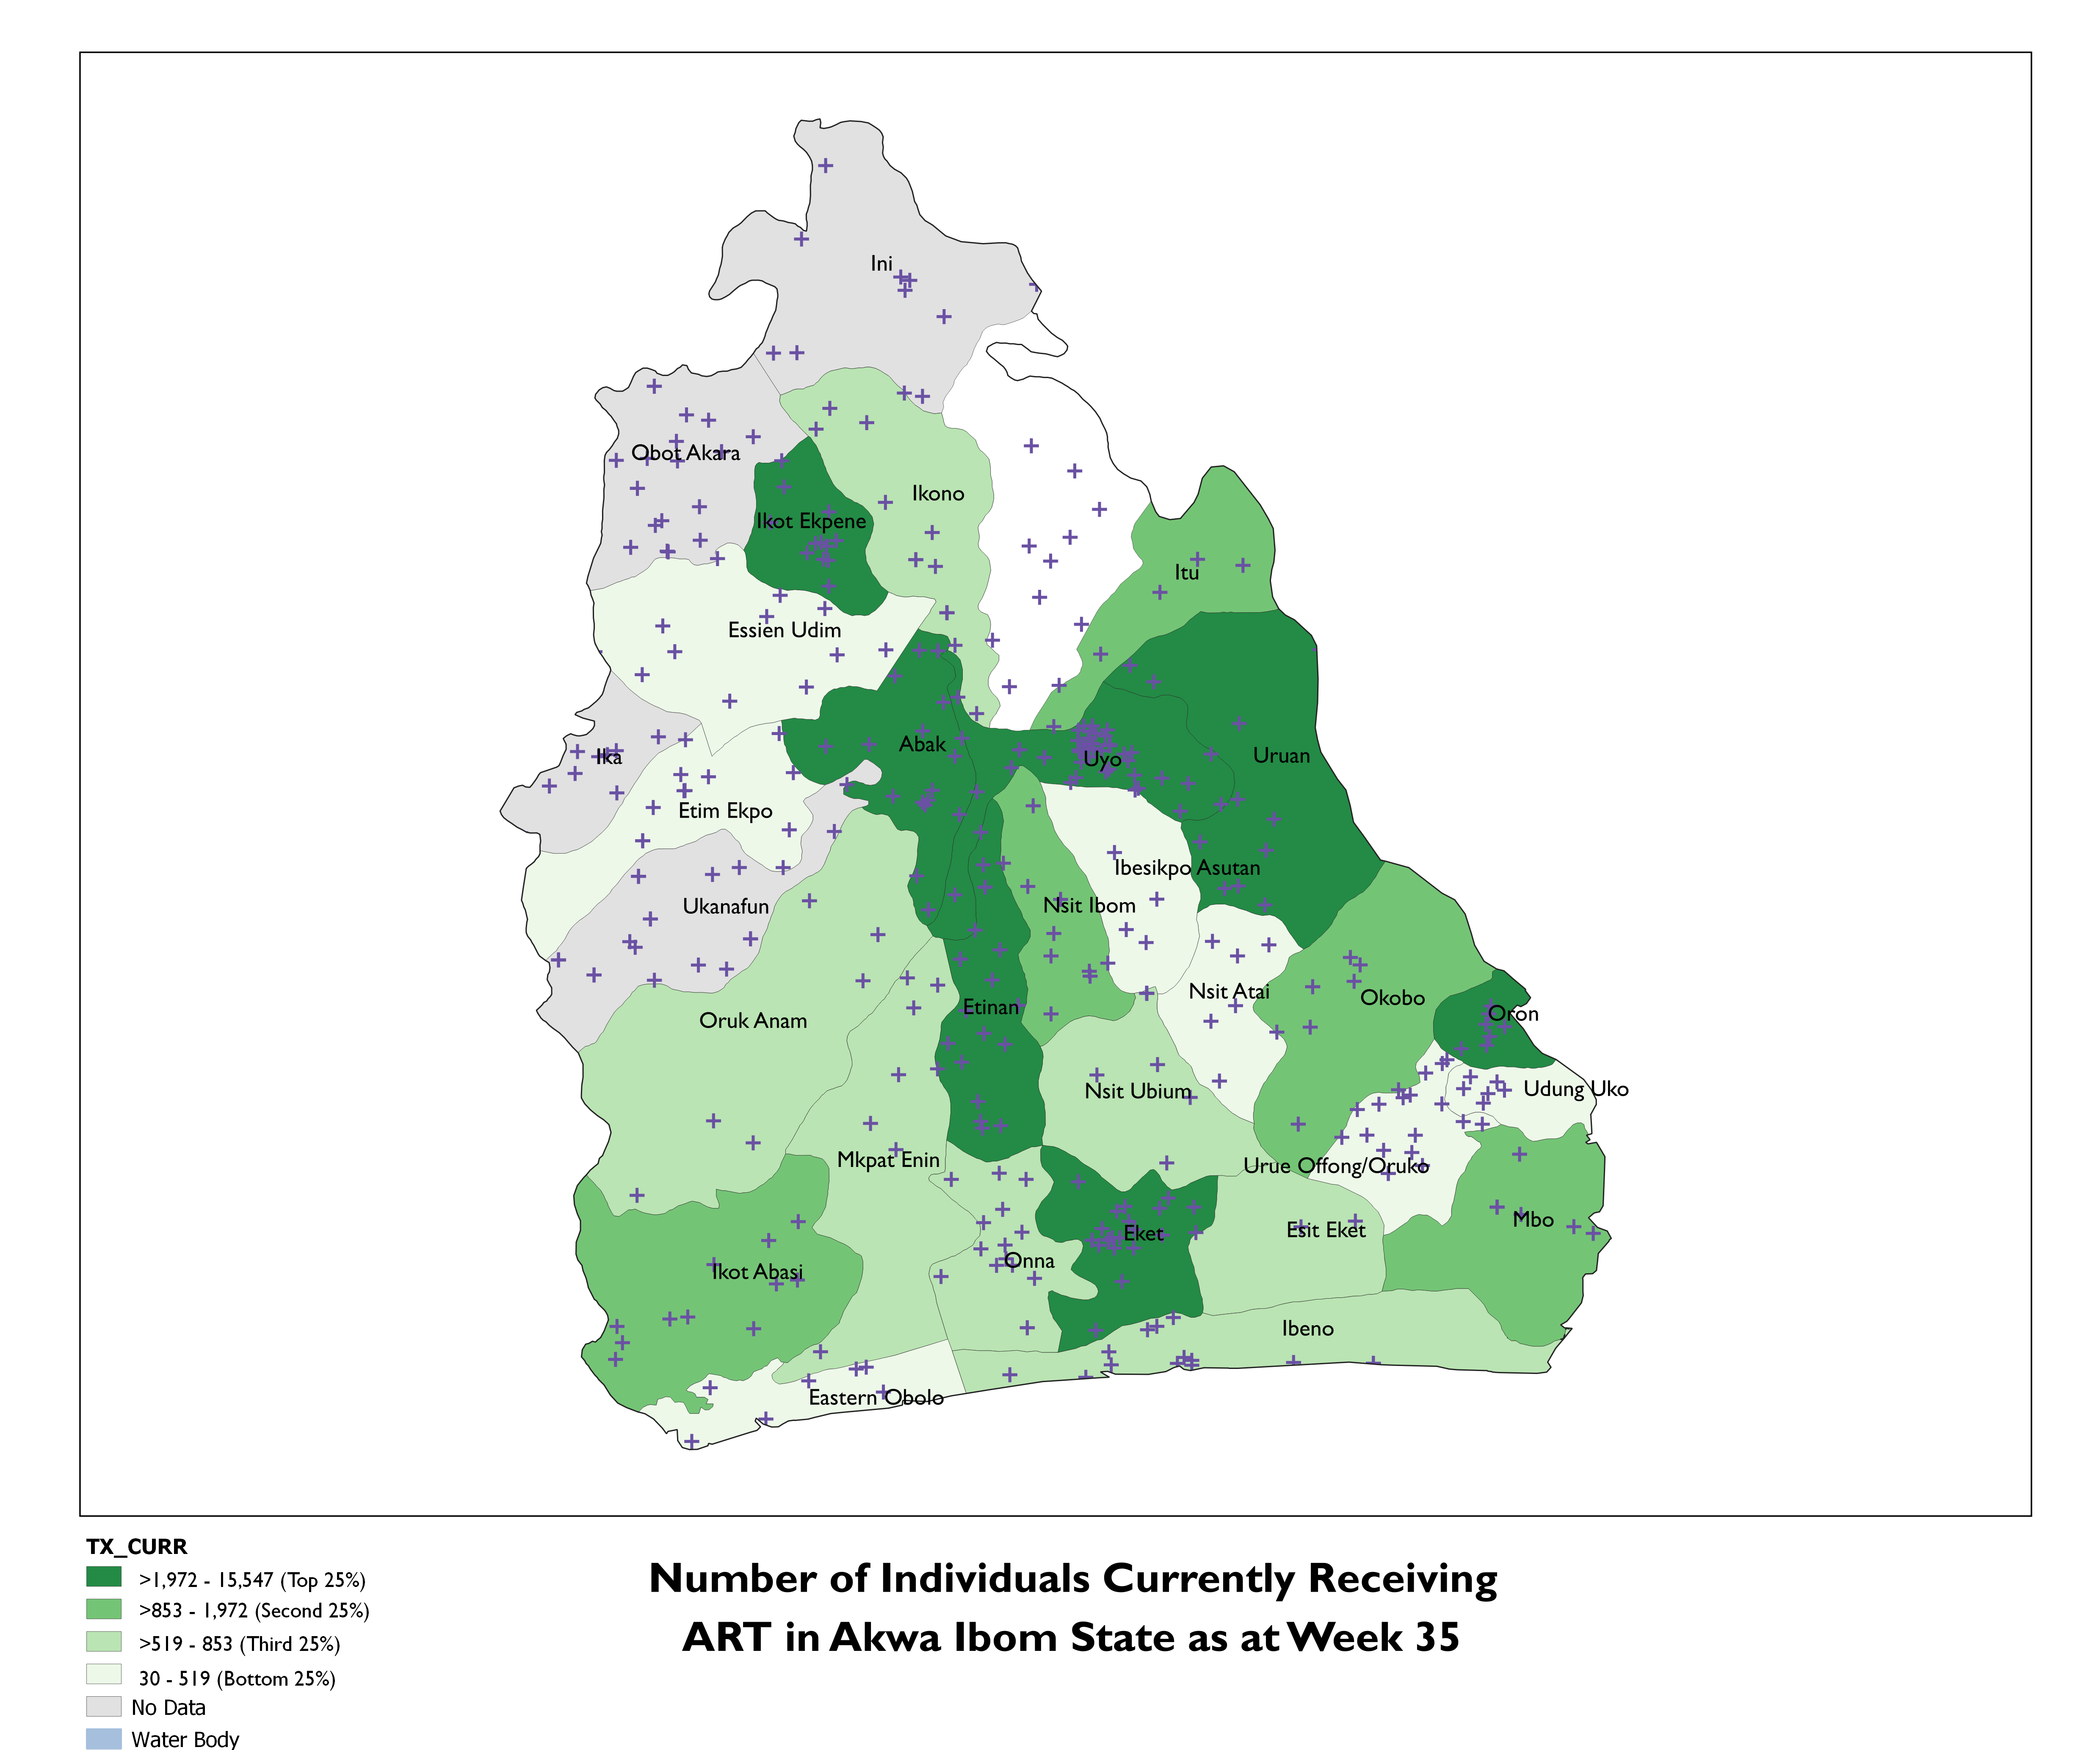 Ini
Obot Akara
Ikono
Ikot Ekpene
Itu
Essien Udim
Abak
Uruan
Ika
Uyo
Etim Ekpo
Ibesikpo Asutan
Ukanafun
Nsit Ibom
Nsit Atai
Okobo
Etinan
Oron
Oruk Anam
Nsit Ubium
Udung Uko
Mkpat Enin
Urue Offong/Oruko
Mbo
Esit Eket
Eket
Onna
Ikot Abasi
Ibeno
Eastern Obolo
TX_CURR
>1,972 - 15,547 (Top 25%)
>853 - 1,972 (Second 25%)
>519 - 853 (Third 25%)
30 - 519 (Bottom 25%)
No Data
Water Body
Number of Individuals Currently Receiving
ART in Akwa Ibom State as at Week 35